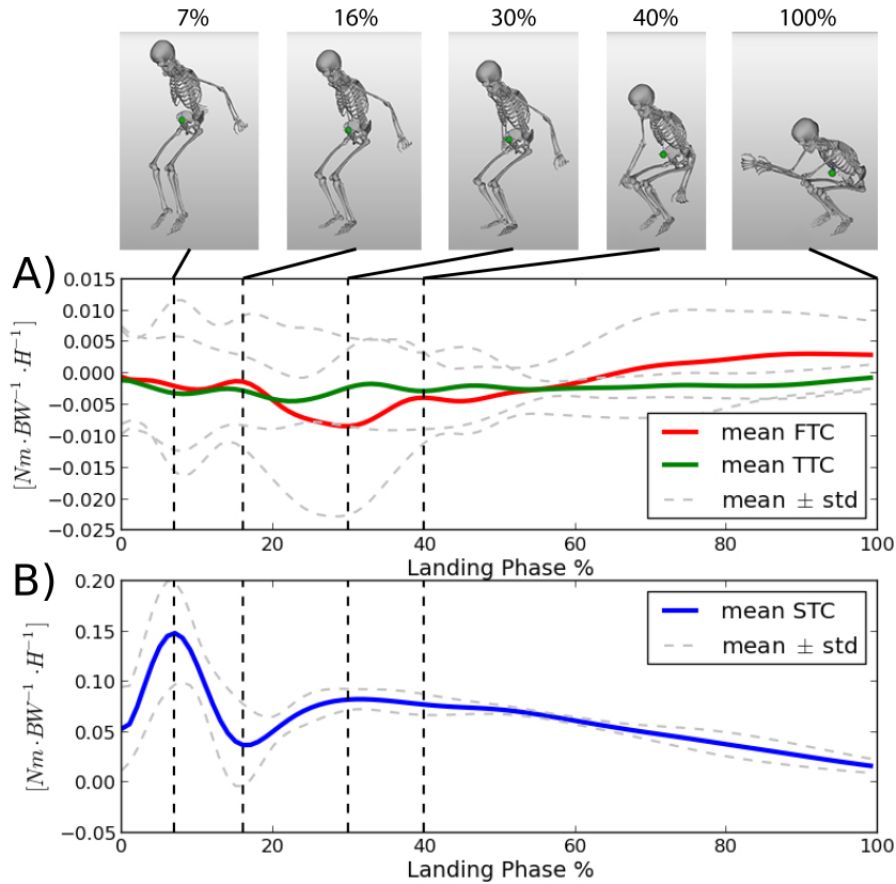 7% 16% 30% 40% 100%
A)
[Nm · BW⁻¹ · H⁻¹]
0.015
0.010
0.005
0.000
−0.005
−0.010
−0.015
−0.020
−0.025
mean FTC
mean TTC
mean ± std
0 20 40 60 80 100
Landing Phase %
B)
[Nm · BW⁻¹ · H⁻¹]
0.20
0.15
0.10
0.05
0.00
−0.05
mean STC
mean ± std
0 20 40 60 80 100
Landing Phase %